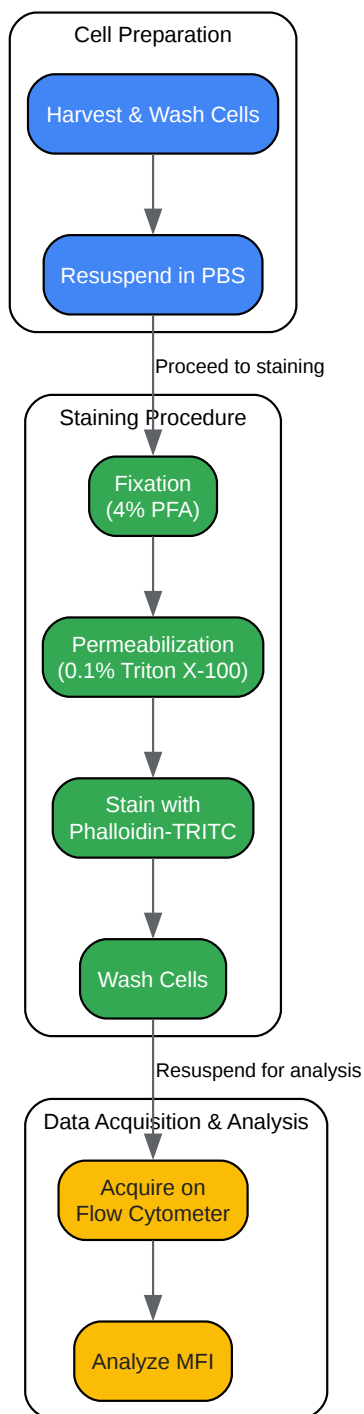 Cell Preparation
Harvest & Wash Cells
Resuspend in PBS
Proceed to staining
Staining Procedure
Fixation
(4% PFA)
Permeabilization
(0.1% Triton X-100)
Stain with
Phalloidin-TRITC
Wash Cells
Resuspend for analysis
Data Acquisition & Analysis
Acquire on
Flow Cytometer
Analyze MFI